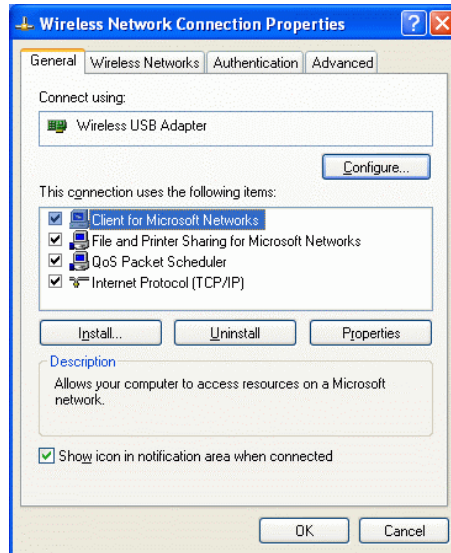 Wireless Network Connection Properties
General Wireless Networks Authentication Advanced
Connect using:
Wireless USB Adapter
Configure...
This connection uses the following items:
Client for Microsoft Networks
File and Printer Sharing for Microsoft Networks
QoS Packet Scheduler
Internet Protocol (TCP/IP)
Install... Uninstall Properties
Description
Allows your computer to access resources on a Microsoft
network.
Show icon in notification area when connected
OK Cancel